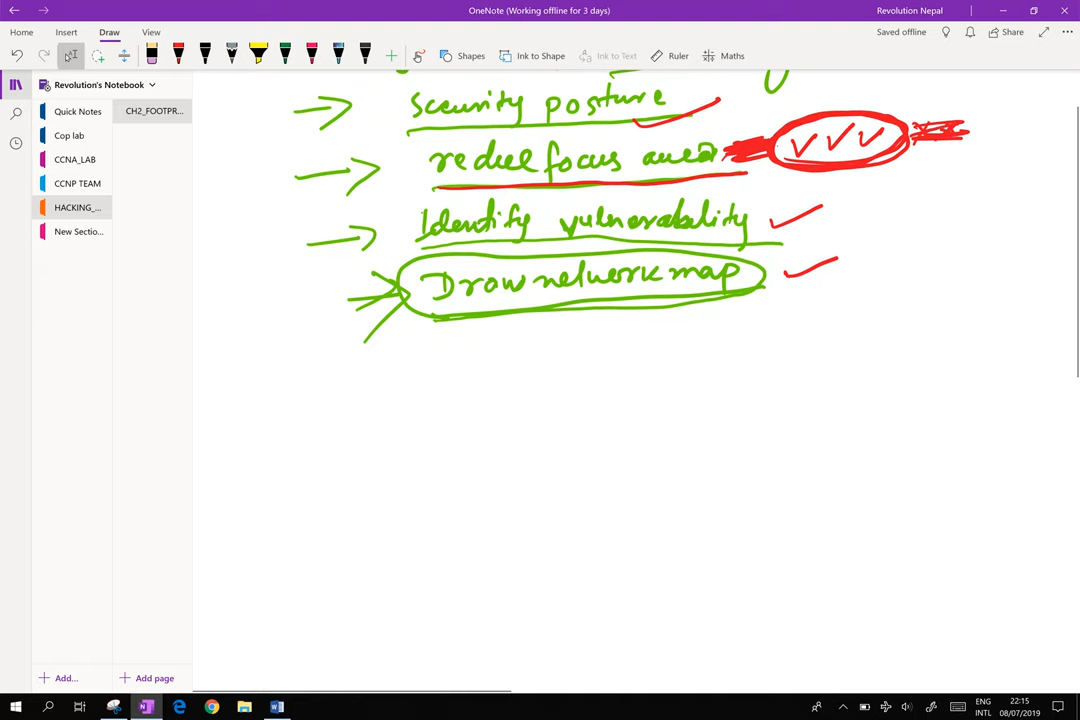 OneNote (Working offline for 3 days)
Revolution Nepal
Home Insert Draw View
Saved offline
Share
Shapes
Ink to Shape
Ink to Text
Ruler
Maths
Revolution's Notebook
Quick Notes
CH2_FOOTPR...
Cop lab
CCNA_LAB
CCNP TEAM
HACKING_...
New Sectio...
security posture
focus area
Identify vulnerability
Draw network map
Add...
Add page
ENG
INTL
22:15
08/07/2019